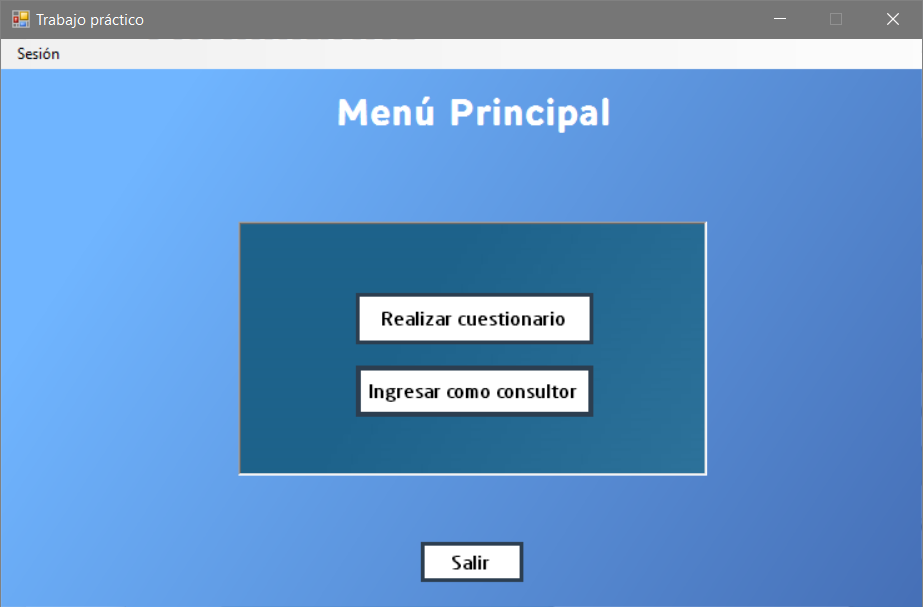 Trabajo práctico
Sesión
Menú Principal
Realizar cuestionario
Ingresar como consultor
Salir